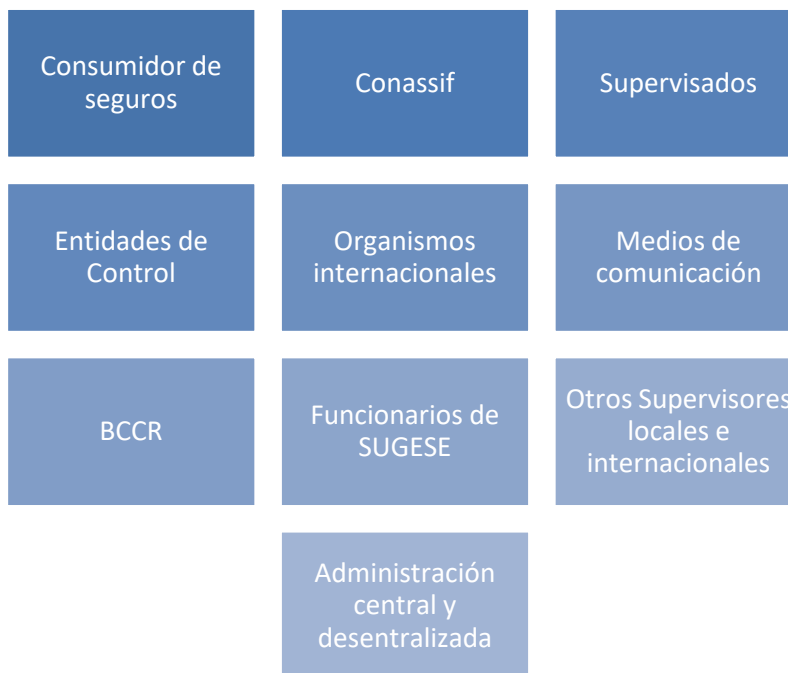 Consumidor de
seguros
Conassif
Supervisados
Entidades de
Control
Organismos
internacionales
Medios de
comunicación
BCCR
Funcionarios de
SUGESE
Otros Supervisores
locales e
internacionales
Administración
central y
desentralizada